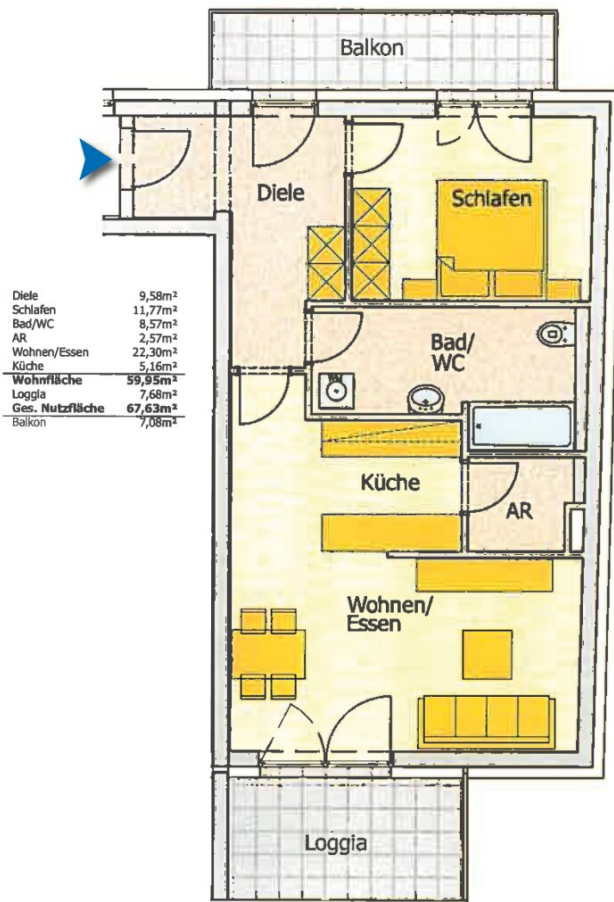 Balkon
Diele
Schlafen
Diele 9,58m²
Schlafen 11,77m²
Bad/WC 8,57m²
AR 2,57m²
Wohnen/Essen 22,30m²
Küche 5,16m²
Wohnfläche 59,95m²
Loggia 7,68m²
Ges. Nutzfläche 67,63m²
Balkon 7,08m²
Bad/
WC
Küche
AR
Wohnen/
Essen
Loggia